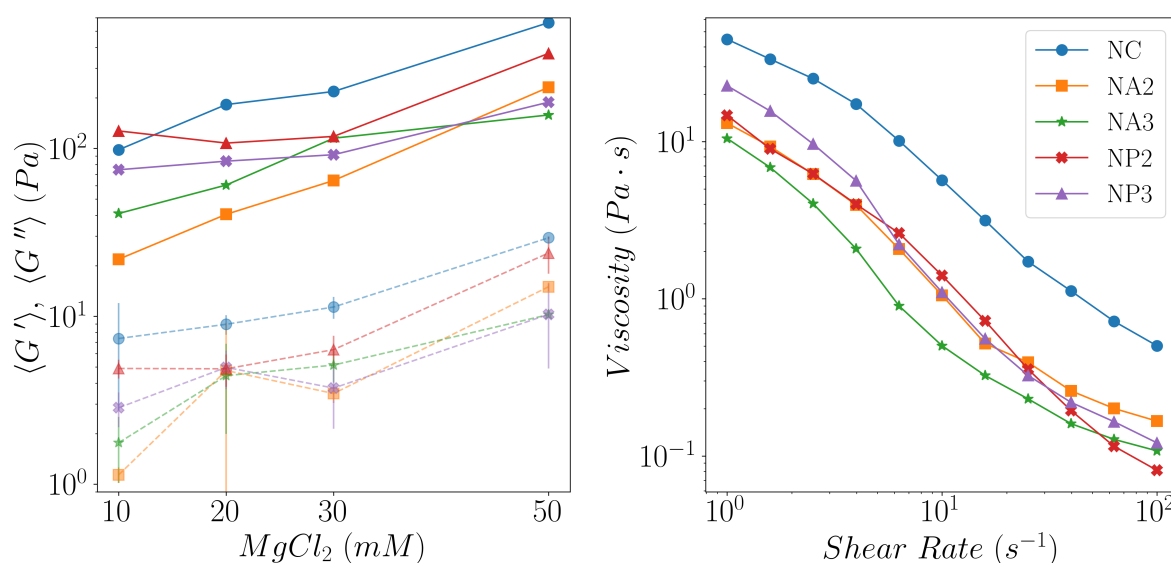 ⟨G′⟩, ⟨G″⟩ (Pa)
10²
10¹
10⁰
10 20 30 50
MgCl₂ (mM)
Viscosity (Pa · s)
10¹
10⁰
10⁻¹
10⁰ 10¹ 10²
Shear Rate (s⁻¹)
NC
NA2
NA3
NP2
NP3